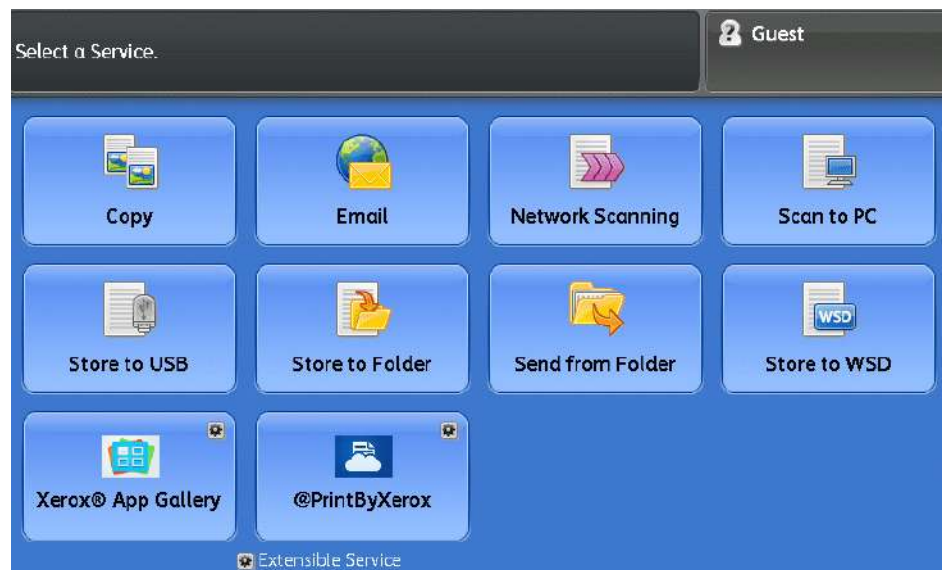 Select a Service.
Guest
Copy
Email
Network Scanning
Scan to PC
Store to USB
Store to Folder
Send from Folder
WSD
Store to WSD
Xerox® App Gallery
@PrintByXerox
Extensible Service